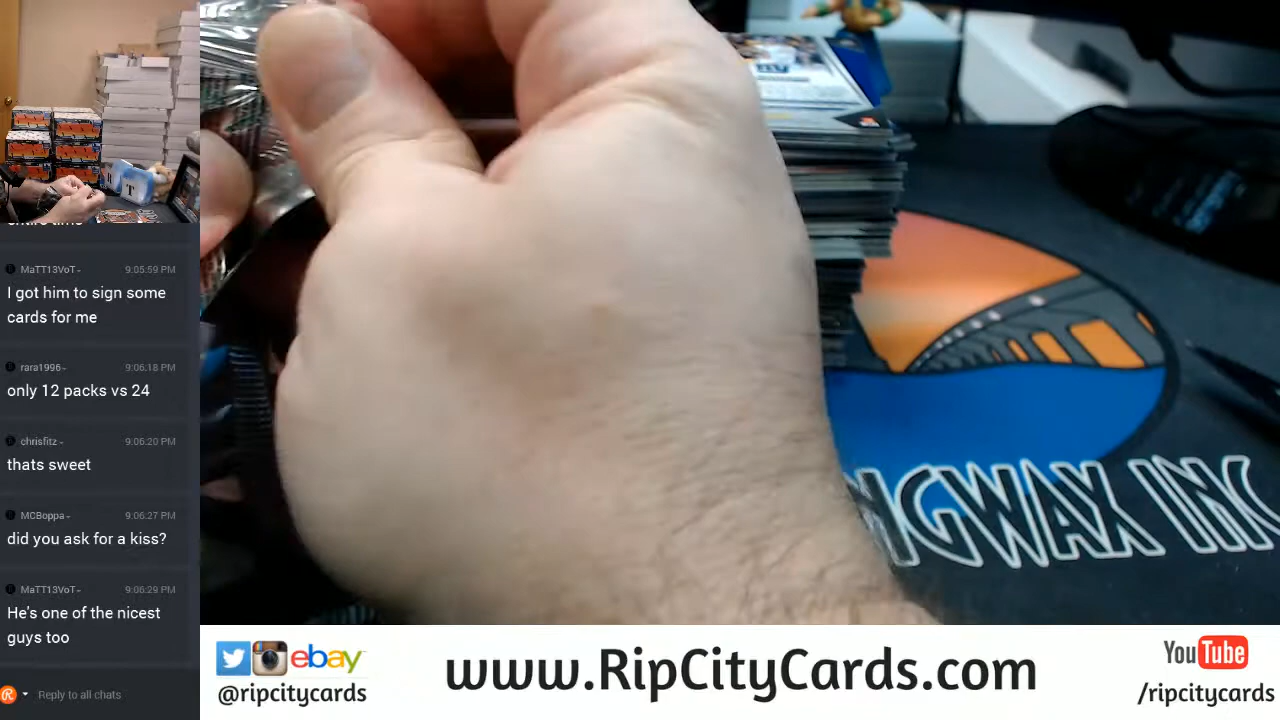 MaTT13VoT-
9:05:59 PM
I got him to sign some
cards for me
rara1996-
9:06:18 PM
only 12 packs vs 24
chrisfitz -
9:06:20 PM
thats sweet
MCBoppa-
9:06:27 PM
did you ask for a kiss?
MaTT13VoT-
9:06:29 PM
He's one of the nicest
guys too
Reply to all chats
T
NGWAX INC
ebay
@ripcitycards
www.RipCityCards.com
YouTube
/ripcitycards